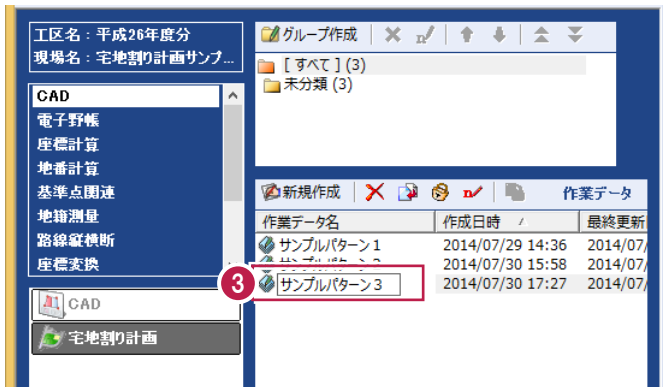 工区名：平成26年度分
現場名：宅地割り計画サンプ...
CAD
電子野帳
座標計算
地番計算
基準点関連
地籍測量
路線縦横断
座標変換
CAD
宅地割り計画
グループ作成
[ すべて ] (3)
未分類 (3)
新規作成 作業データ
作業データ名 作成日時 最終更新
サンプルパターン１ 2014/07/29 14:36 2014/07/
2014/07/30 15:58 2014/07/
3 サンプルパターン３ 2014/07/30 17:27 2014/07/